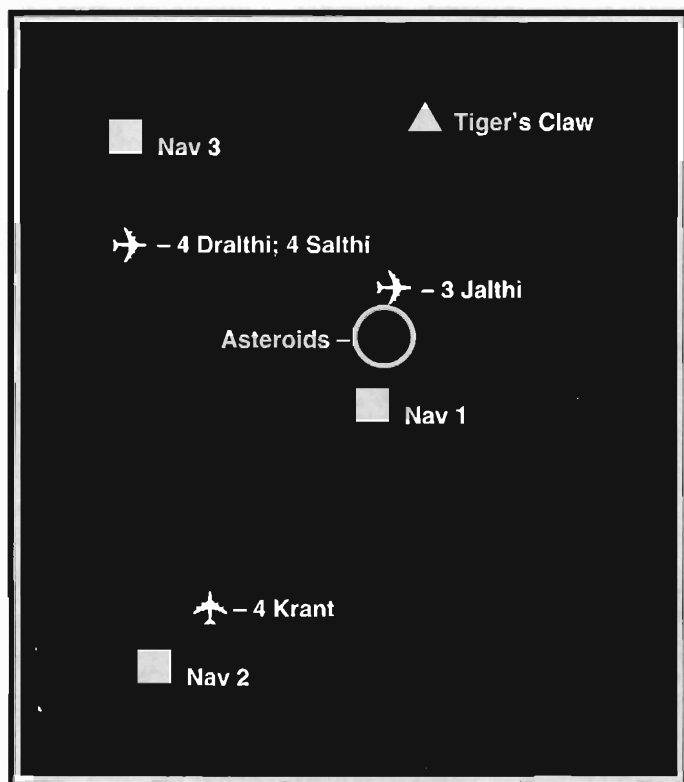 Tiger's Claw
Nav 3
– 4 Dralthi; 4 Salthi
– 3 Jalthi
Asteroids –
Nav 1
– 4 Krant
Nav 2